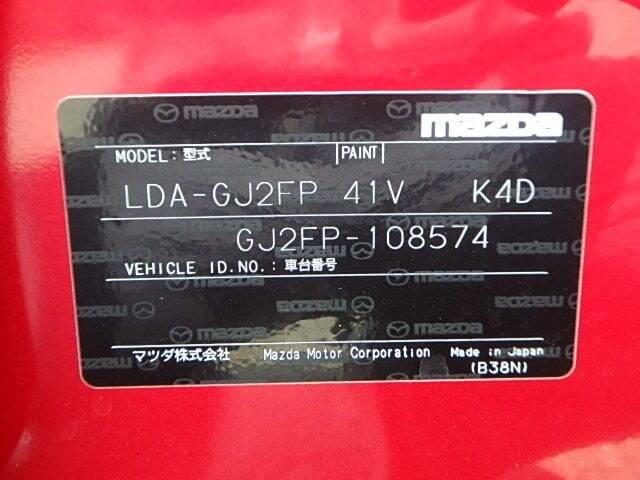 mazda
MODEL: 型式 PAINT
LDA-GJ2FP 41V K4D
GJ2FP-108574
VEHICLE ID.NO.: 車台番号
マツダ株式会社 Mazda Motor Corporation Made in Japan
(B38N)